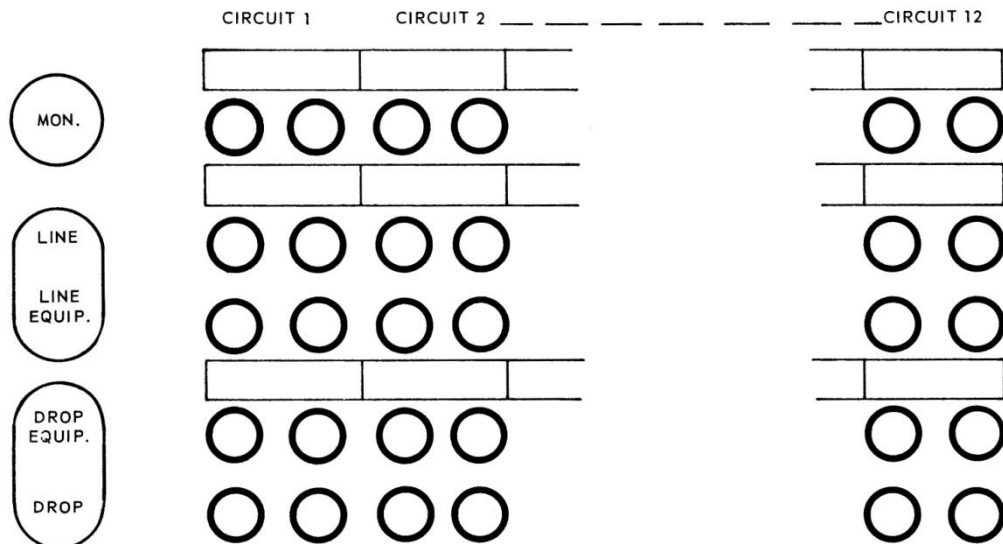 CIRCUIT 1 CIRCUIT 2 CIRCUIT 12
MON.
LINE
LINE
EQUIP.
DROP
EQUIP.
DROP